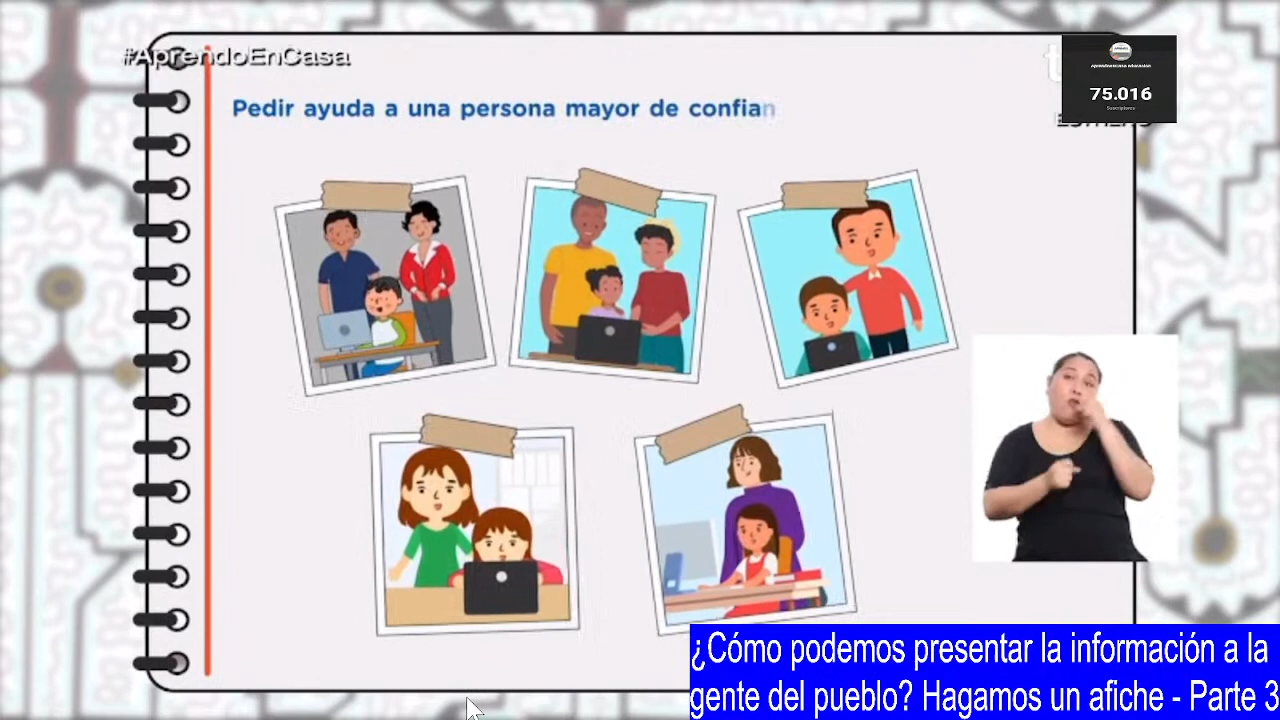 #AprendoEnCasa
Pedir ayuda a una persona mayor de confian
75.016
Suscriptores
¿Cómo podemos presentar la información a la
gente del pueblo? Hagamos un afiche - Parte 3